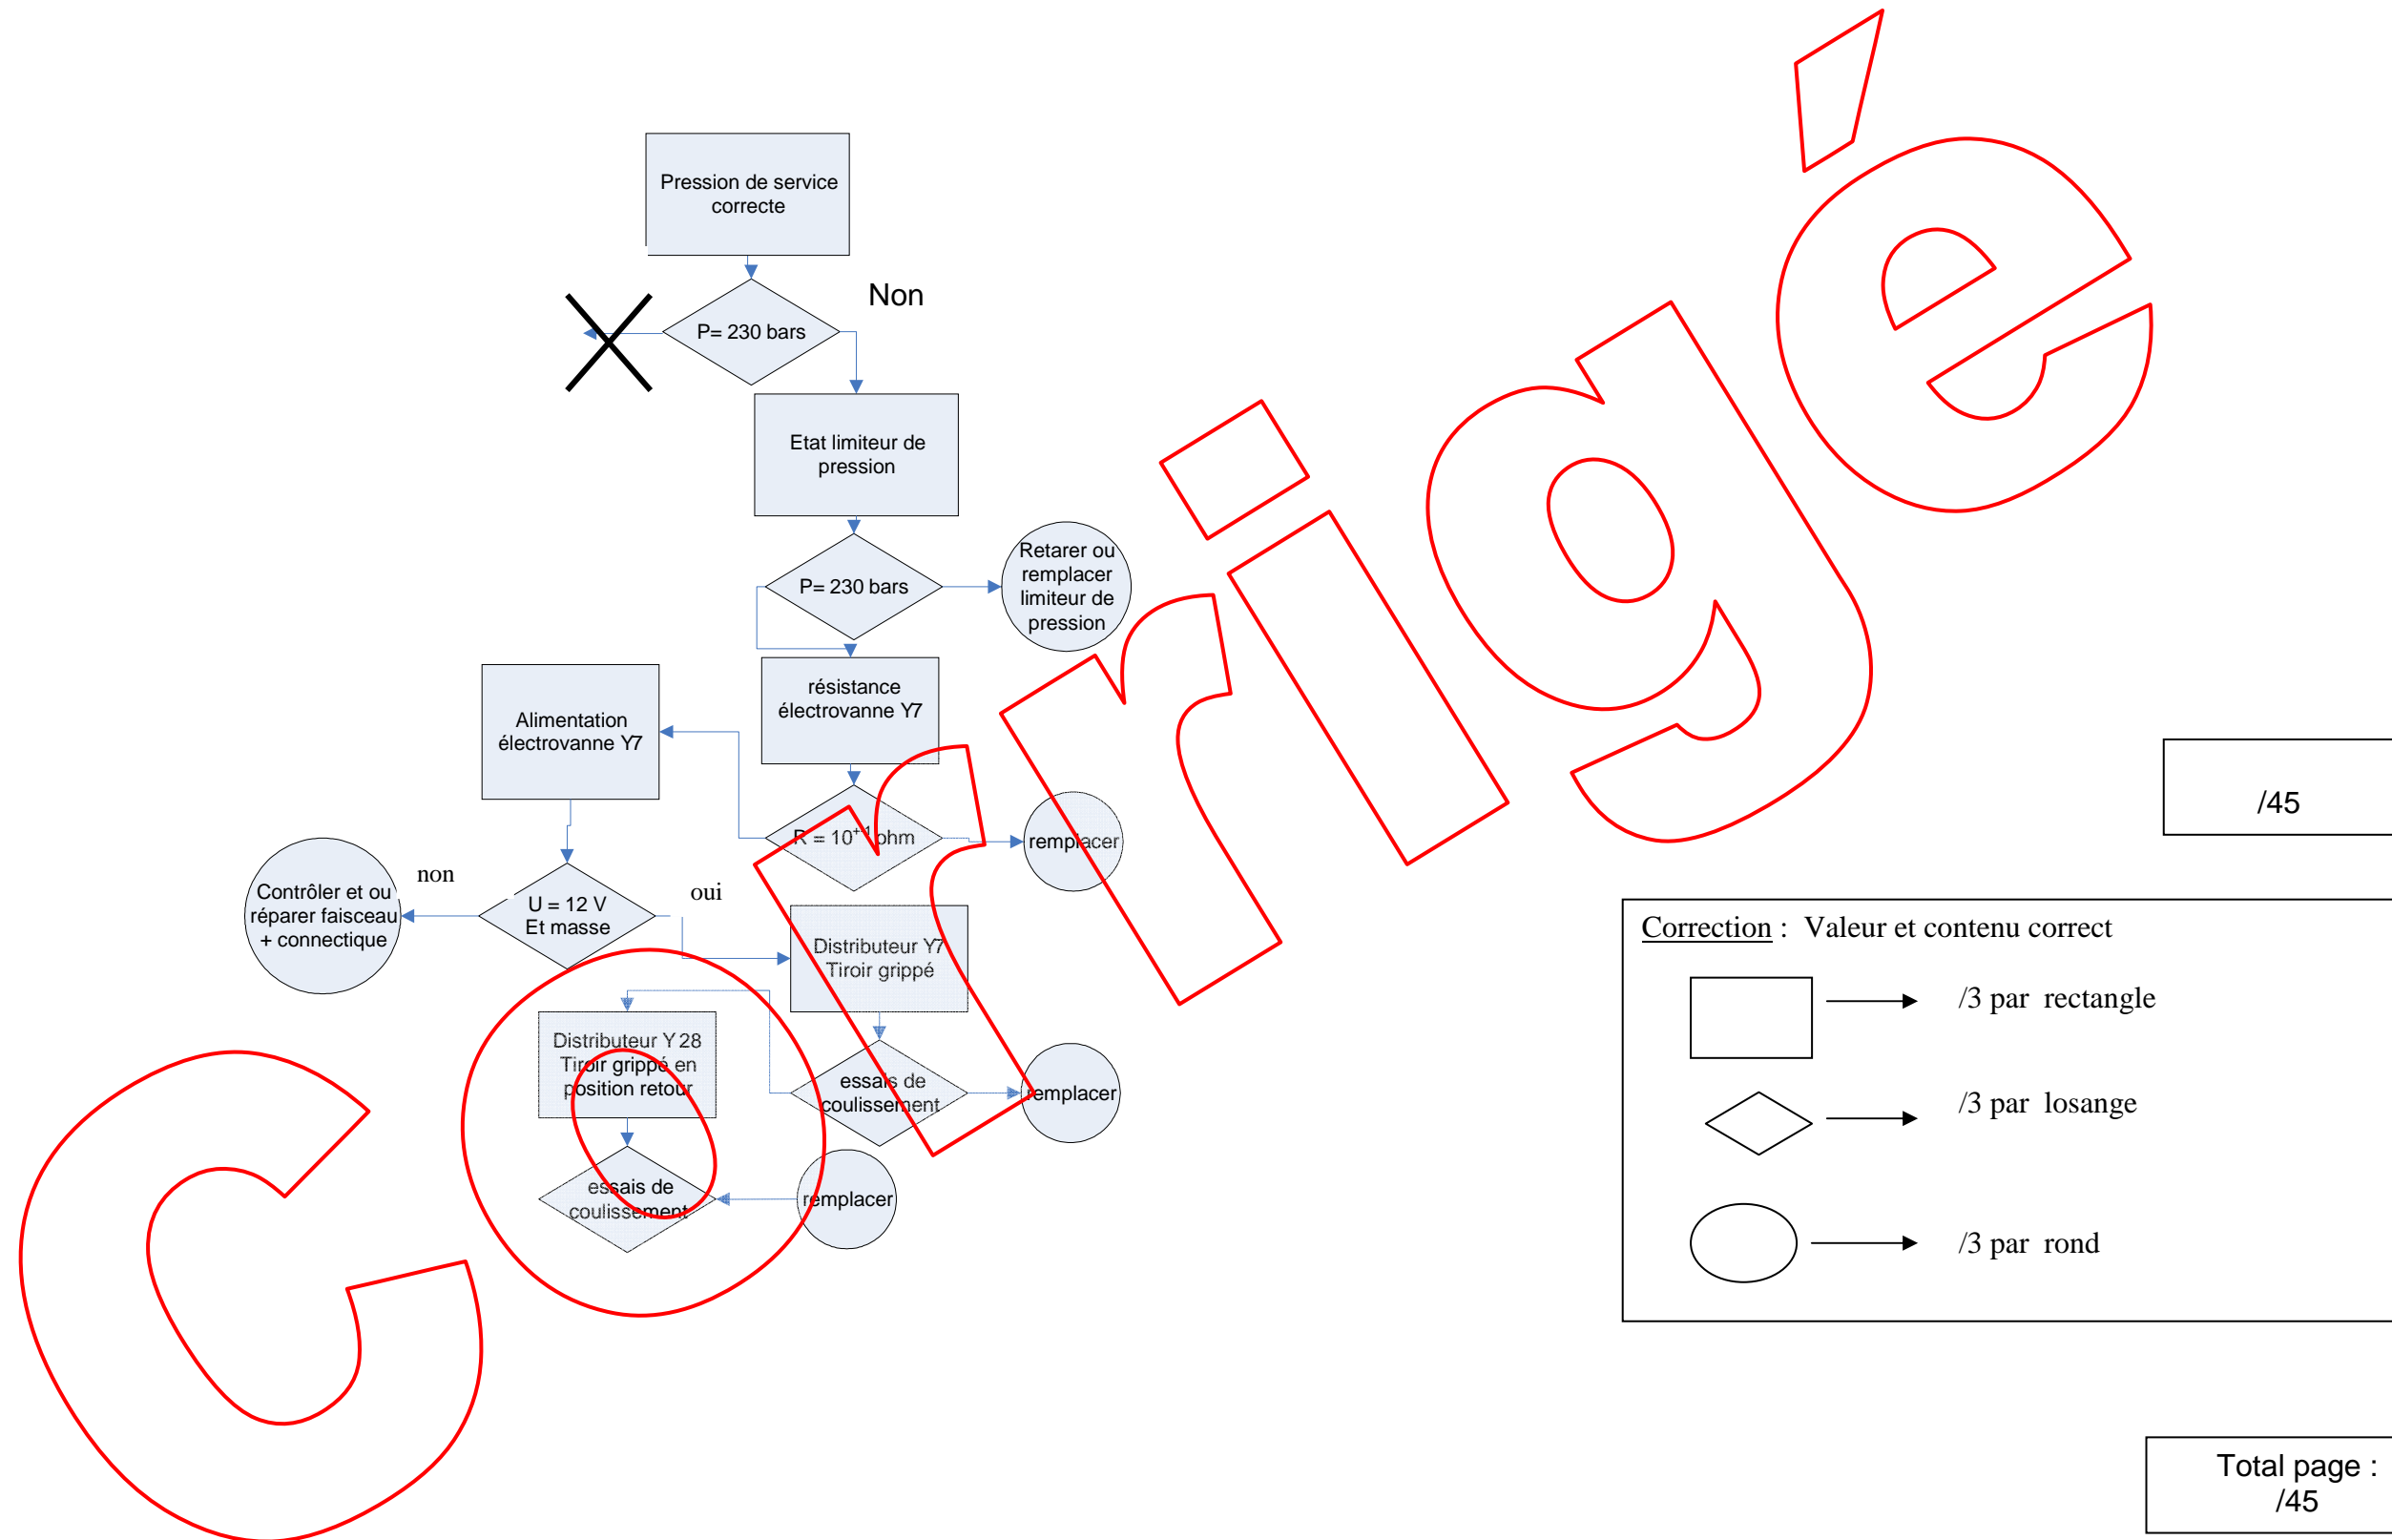 Pression de service
correcte
Non
P= 230 bars
Etat limiteur de
pression
P= 230 bars
Retarer ou
remplacer
limiteur de
pression
résistance
électrovanne Y7
Alimentation
électrovanne Y7
R = 10⁺¹ ohm
remplacer
Contrôler et ou
réparer faisceau
+ connectique
non
U = 12 V
Et masse
oui
Distributeur Y7
Tiroir grippé
Distributeur Y 28
Tiroir grippé en
position retour
essais de
coulissement
remplacer
essais de
coulissement
remplacer
Corrigé
/45
Correction : Valeur et contenu correct
/3 par rectangle
/3 par losange
/3 par rond
Total page :
/45